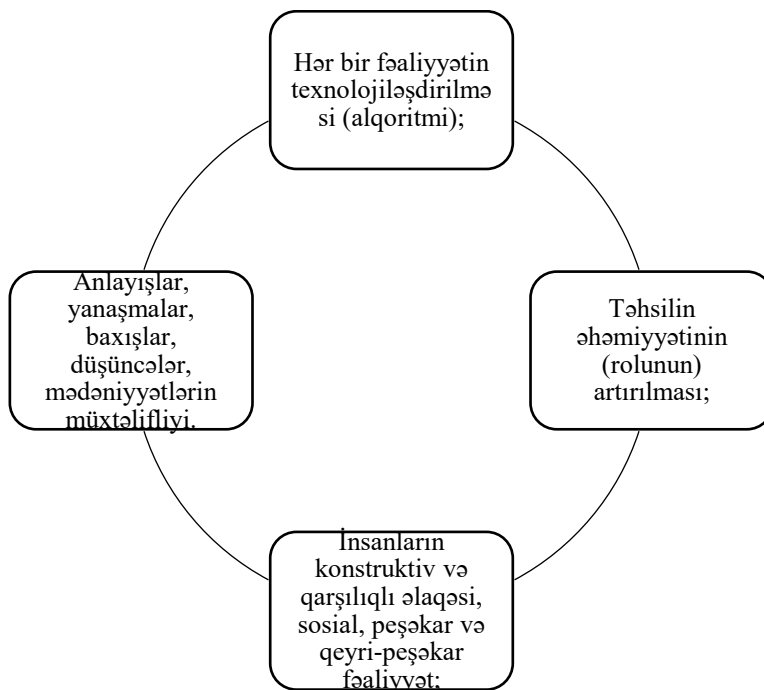 Hər bir fəaliyyətin
texnolojiləşdirilmə
si (alqoritmi);
Təhsilin
əhəmiyyətinin
(rolunun)
artırılması;
İnsanların
konstruktiv və
qarşılıqlı əlaqəsi,
sosial, peşəkar və
qeyri-peşəkar
fəaliyyət;
Anlayışlar,
yanaşmalar,
baxışlar,
düşüncələr,
mədəniyyətlərin
müxtəlifliyi.